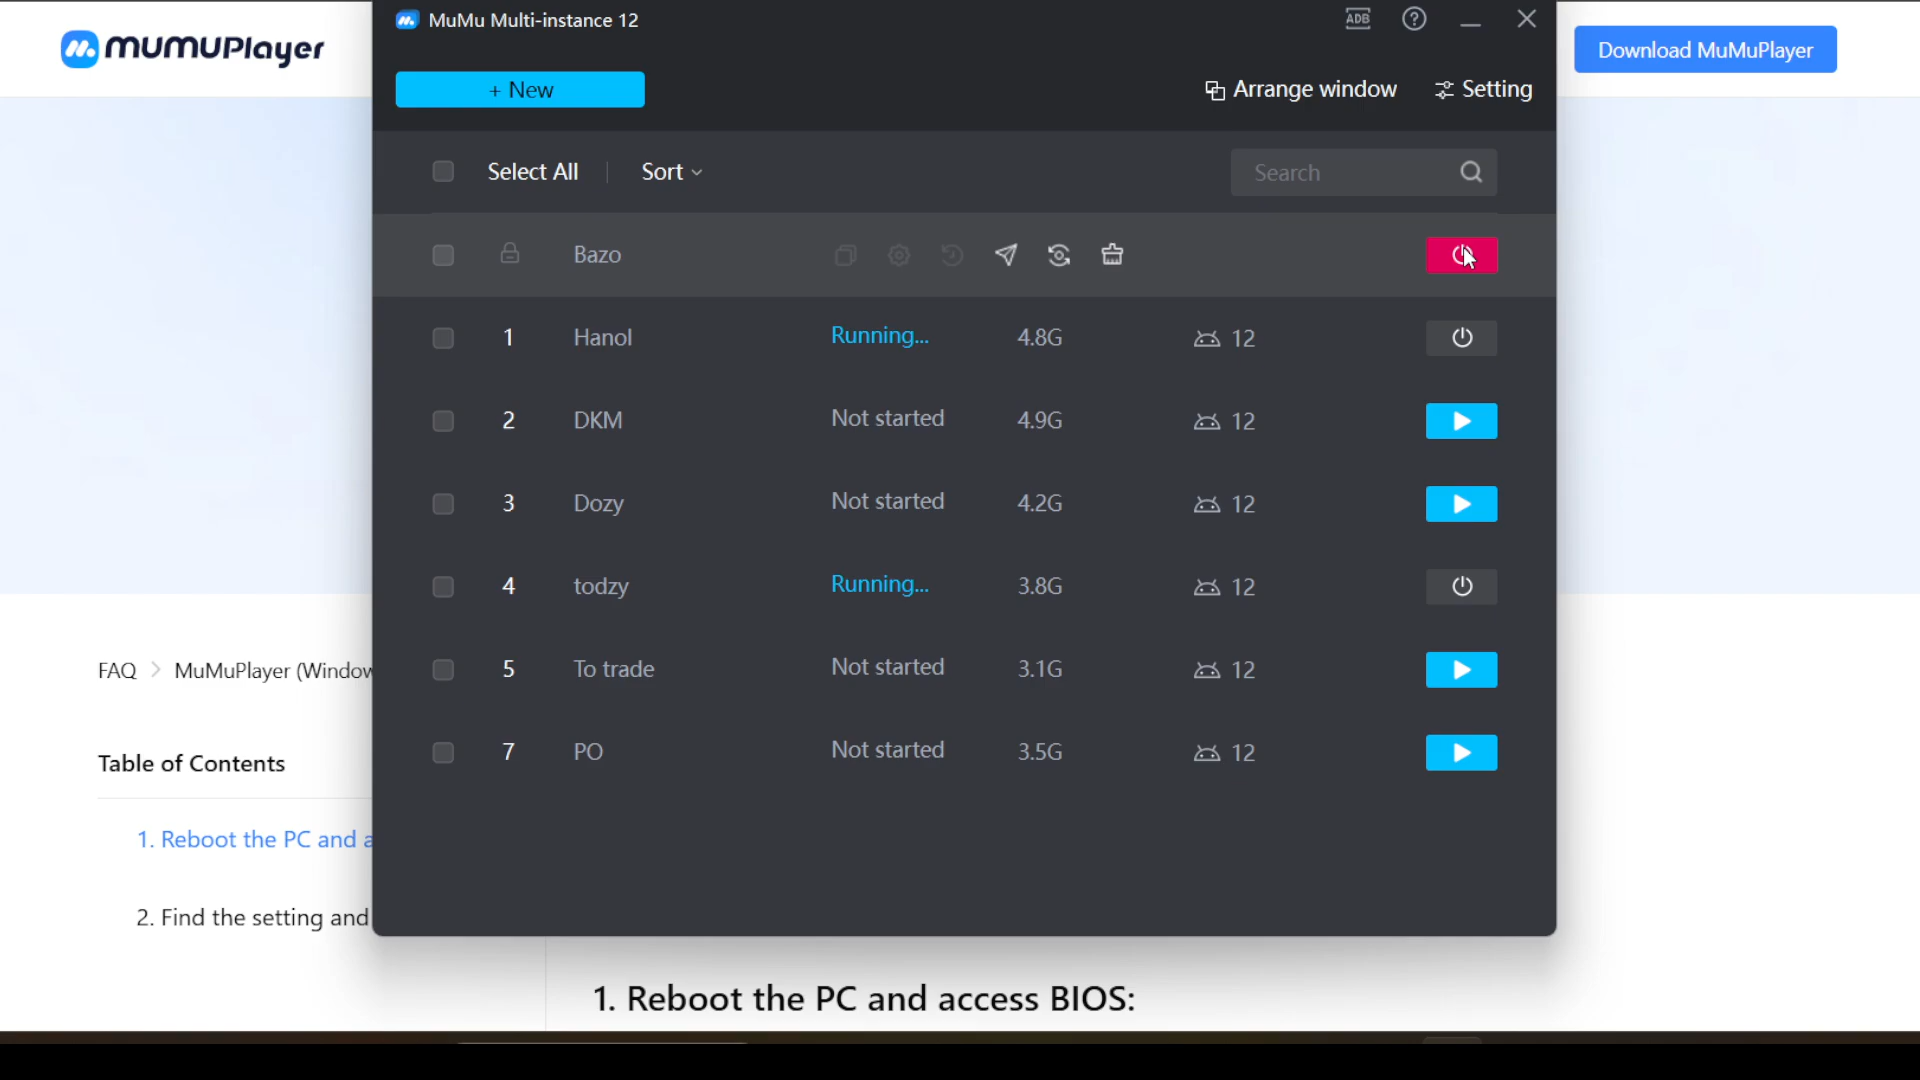 mumuPlayer
MuMu Multi-instance 12
ADB
Download MuMuPlayer
+ New
Arrange window
Setting
Select All
Sort
Search
Bazo
1 Hanol Running... 4.8G 12
2 DKM Not started 4.9G 12
3 Dozy Not started 4.2G 12
4 todzy Running... 3.8G 12
5 To trade Not started 3.1G 12
7 PO Not started 3.5G 12
FAQ > MuMuPlayer (Window
Table of Contents
1. Reboot the PC and a
2. Find the setting and
1. Reboot the PC and access BIOS: